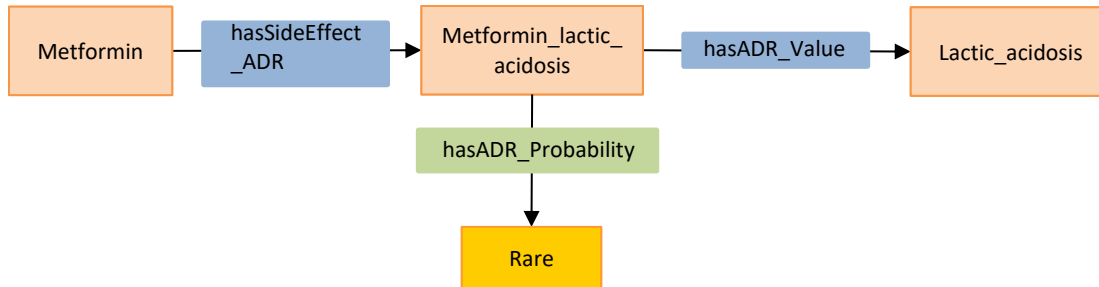 Metformin
hasSideEffect
_ADR
Metformin_lactic_
acidosis
hasADR_Value
Lactic_acidosis
hasADR_Probability
Rare